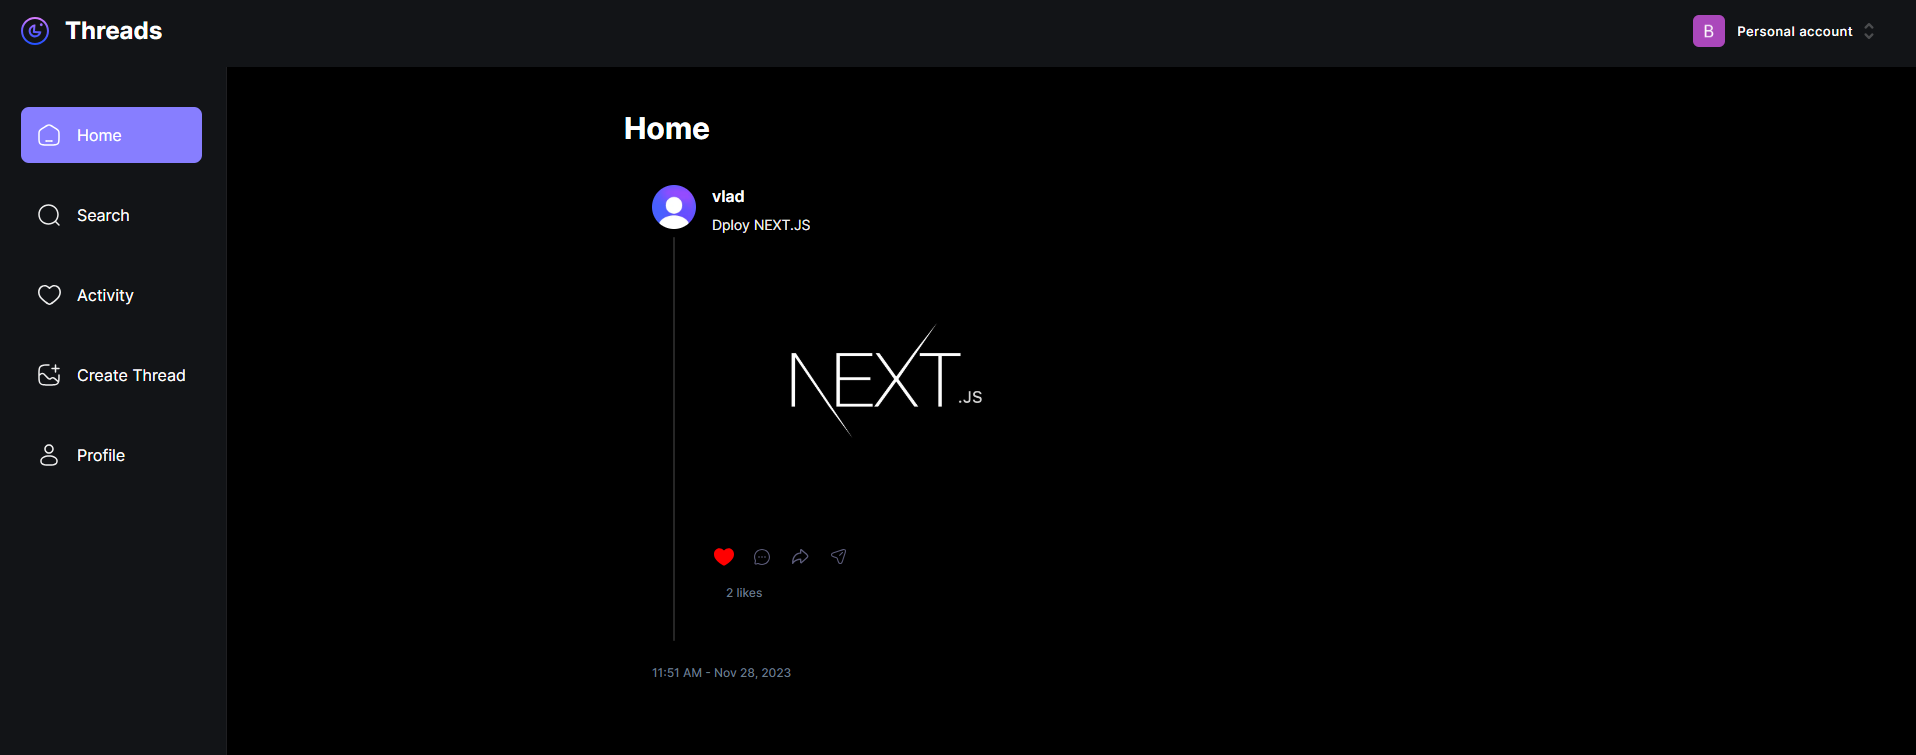 Threads
B
Personal account
Home
Search
Activity
Create Thread
Profile
Home
vlad
Dploy NEXT.JS
NEXT.JS
2 likes
11:51 AM - Nov 28, 2023